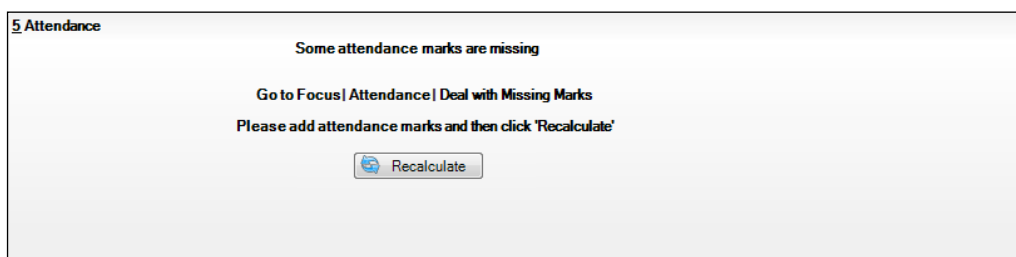 5 Attendance
Some attendance marks are missing
Go to Focus | Attendance | Deal with Missing Marks
Please add attendance marks and then click 'Recalculate'
Recalculate